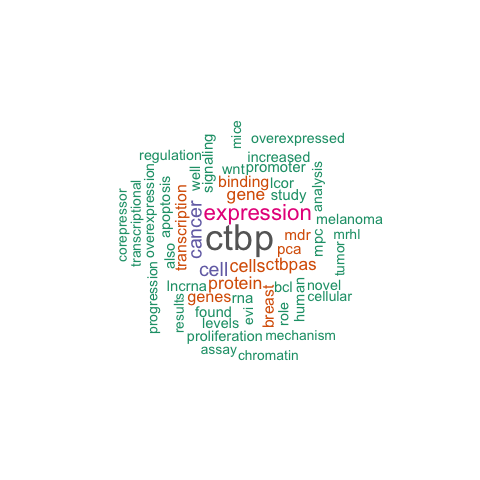 mice
overexpressed
regulation
signaling
increased
wnt
promoter
well
binding
lcor
analysis
corepressor
transcriptional
overexpression
apoptosis
transcription
gene
study
cancer
expression
melanoma
ctbp
mdr
mrhl
also
pca
mpc
tumor
cell
cells
ctbpas
progression
lncrna
protein
bcl
novel
human
results
genes
rna
breast
role
cellular
found
evi
levels
proliferation
mechanism
assay
chromatin